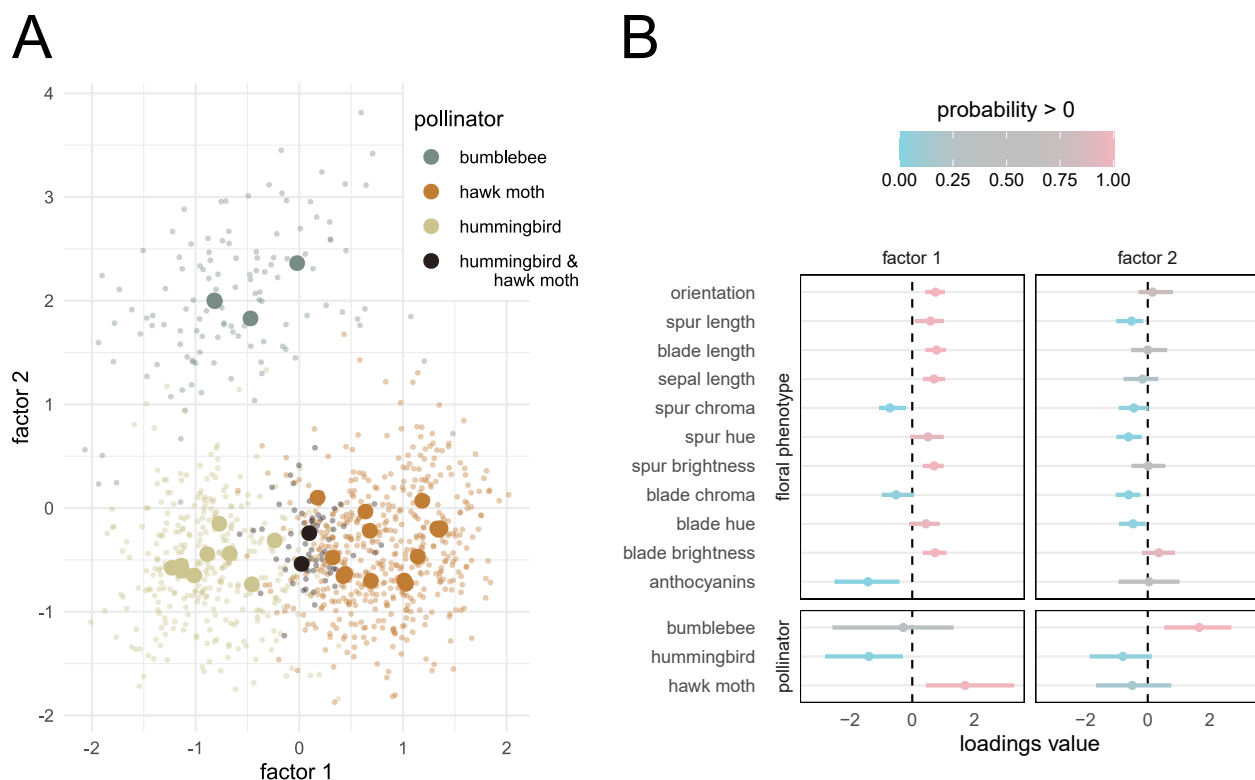 A
4
3
2
1
0
-1
-2
factor 2
-2
-1
0
1
2
factor 1
pollinator
bumblebee
hawk moth
hummingbird
hummingbird &
hawk moth
B
probability > 0
0.00 0.25 0.50 0.75 1.00
factor 1
factor 2
floral phenotype
orientation
spur length
blade length
sepal length
spur chroma
spur hue
spur brightness
blade chroma
blade hue
blade brightness
anthocyanins
pollinator
bumblebee
hummingbird
hawk moth
−2 0 2
−2 0 2
loadings value